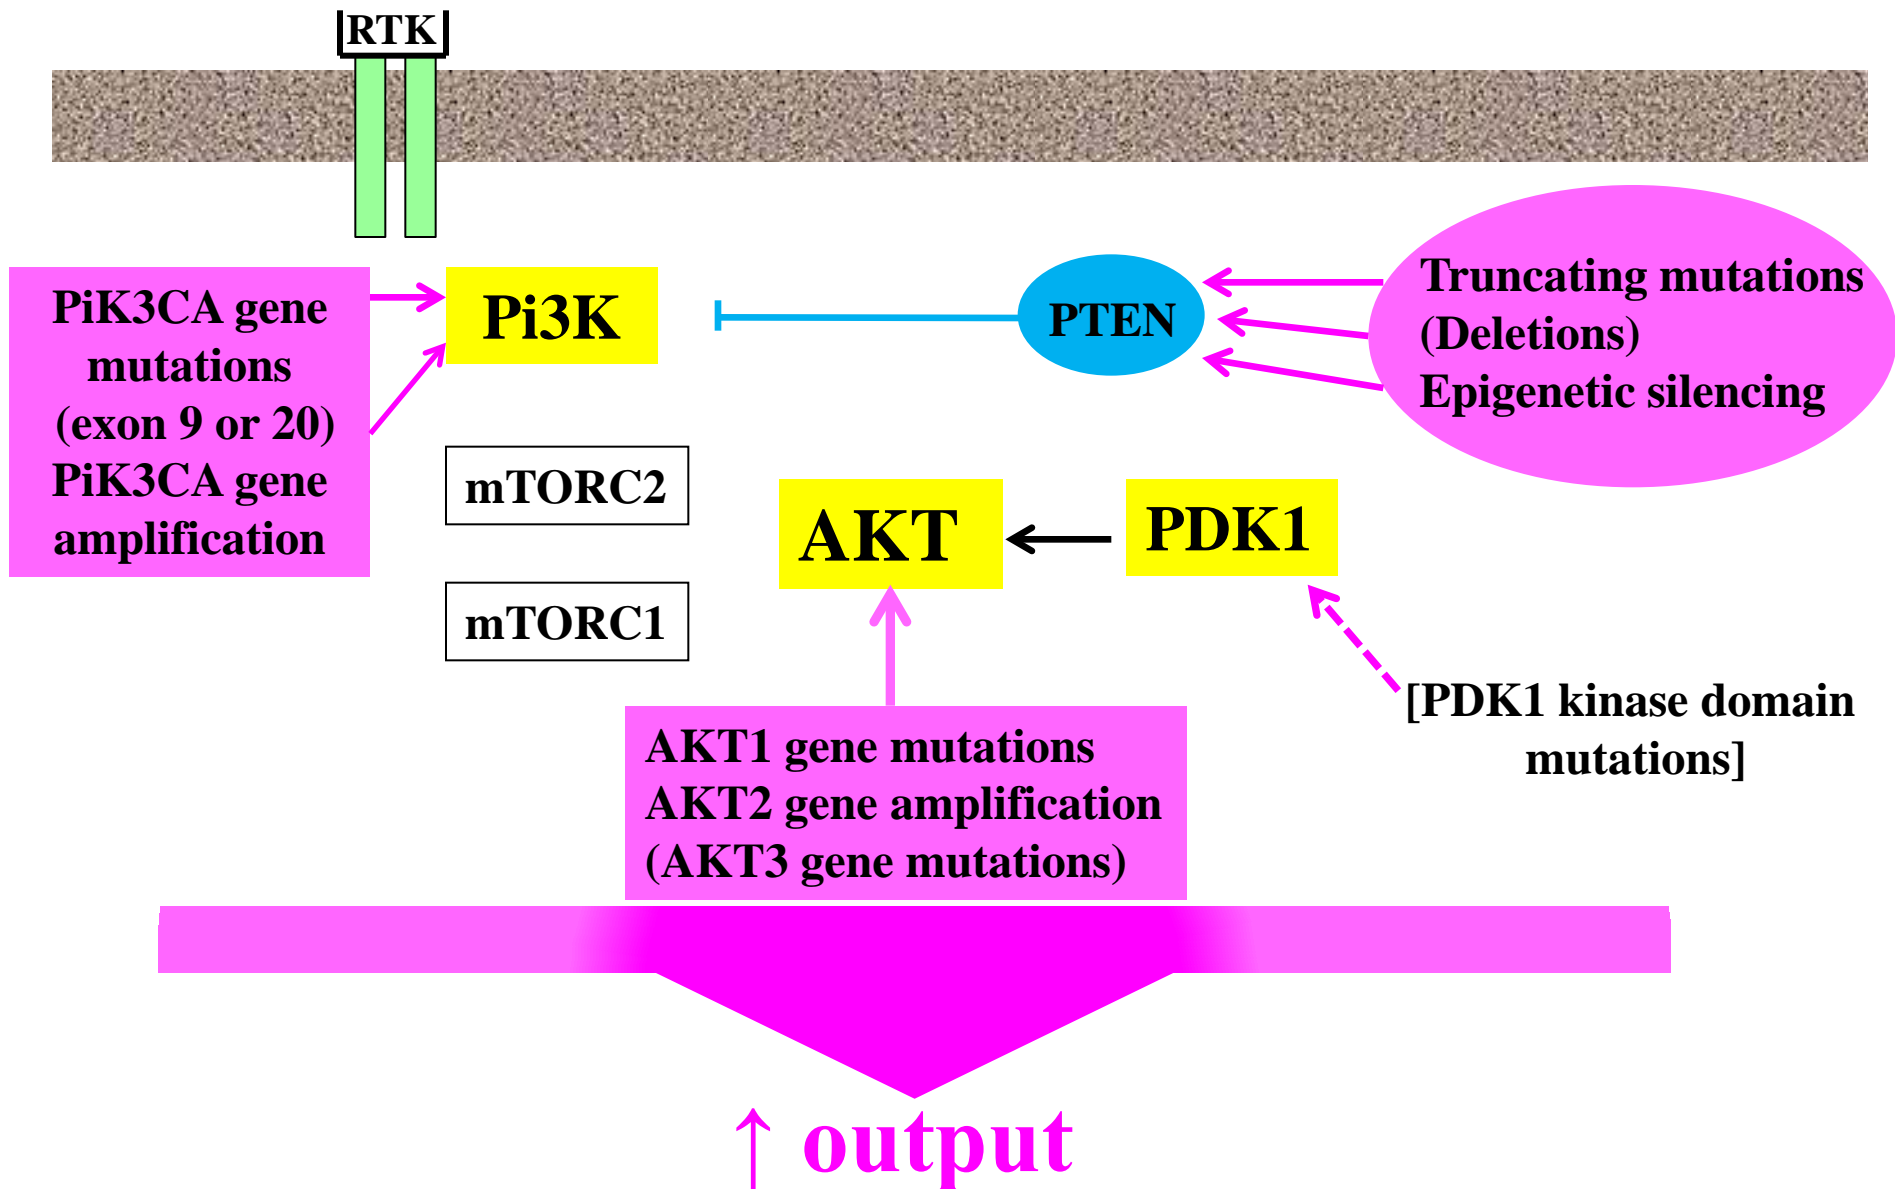 RTK
PiK3CA gene
mutations
(exon 9 or 20)
PiK3CA gene
amplification
Pi3K
PTEN
Truncating mutations
(Deletions)
Epigenetic silencing
mTORC2
mTORC1
AKT
PDK1
[PDK1 kinase domain
mutations]
AKT1 gene mutations
AKT2 gene amplification
(AKT3 gene mutations)
↑ output